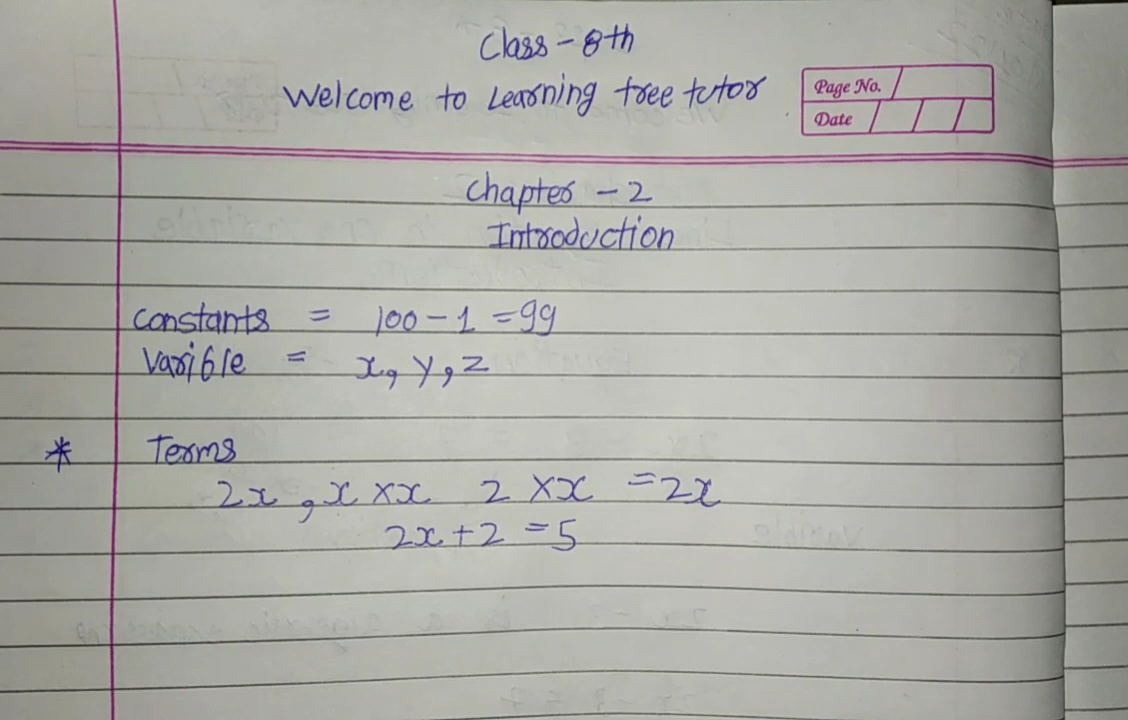 Class - 8th
Welcome to Learning tree tutor
Page No.
Date
Chapter - 2
Introduction
constants = 100 - 1 = 99
Varible = x, y, z
* Terms
2x, x × x 2 × x = 2x
2x + 2 = 5